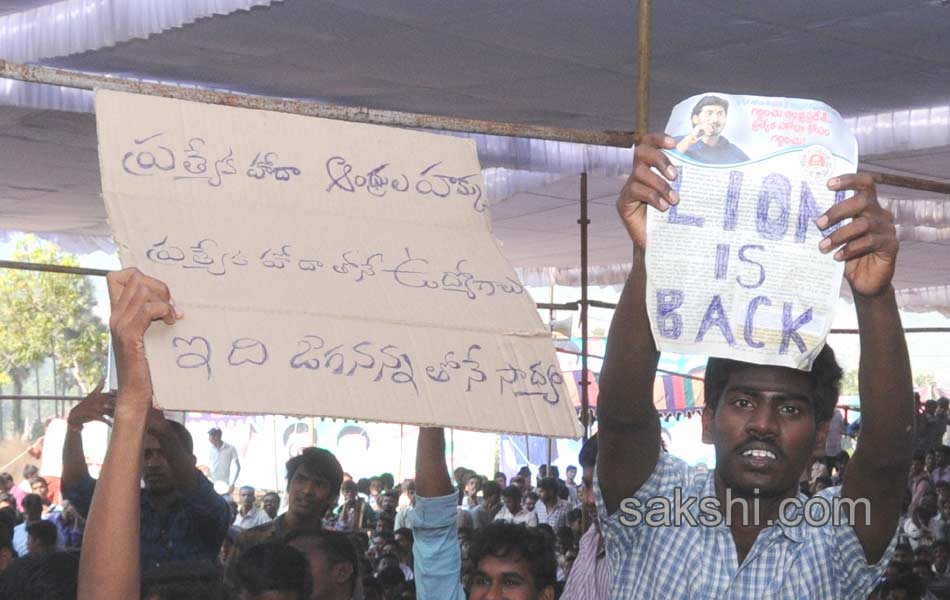 ప్రత్యేక హోదా ఆంధ్రుల హక్కు
ప్రత్యేక హోదా తోనే ఉద్యోగాలు
ఇది జగనన్న తోనే సాధ్యం
LION
IS
BACK
sakshi.com